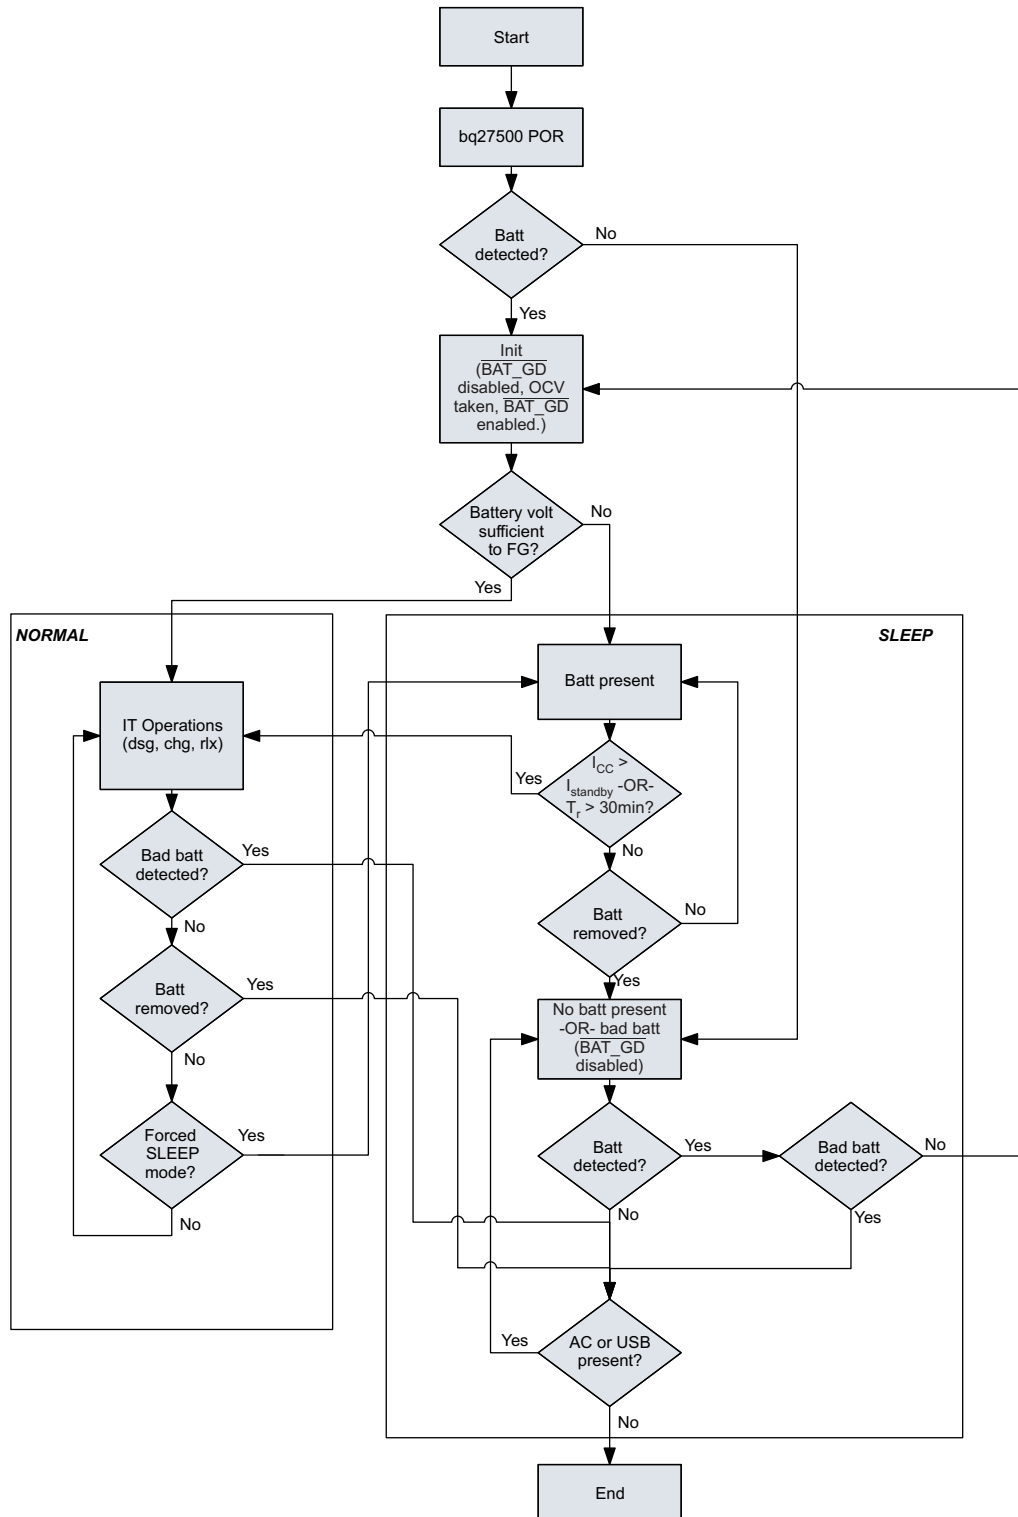 Start
bq27500 POR
Batt
detected?
No
Yes
Init
(BAT_GD
disabled, OCV
taken, BAT_GD
enabled.)
Battery volt
sufficient
to FG?
No
Yes
NORMAL
SLEEP
IT Operations
(dsg, chg, rlx)
Batt present
I_CC >
I_standby -OR-
T_r > 30min?
Yes
No
Bad batt
detected?
Yes
No
Batt
removed?
No
Yes
Batt
removed?
Yes
No
No batt present
-OR- bad batt
(BAT_GD
disabled)
Forced
SLEEP
mode?
Yes
No
Batt
detected?
Yes
No
Bad batt
detected?
No
Yes
AC or USB
present?
Yes
No
End